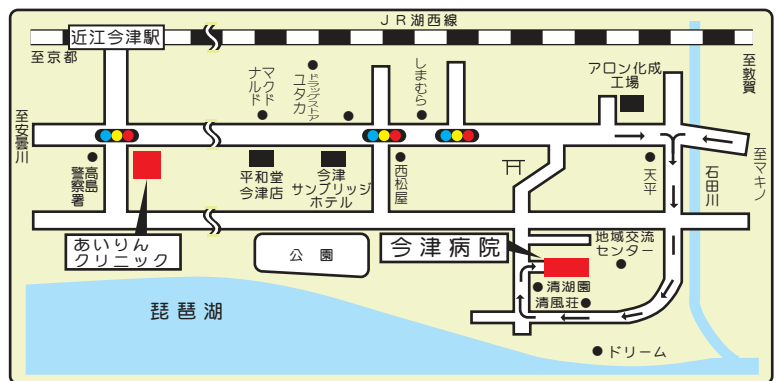 JR湖西線
近江今津駅
至京都
至敦賀
マクド
ナルド
ドラッグストア
ユタカ
しまむら
アロン化成
工場
至安曇川
至マキノ
高島
警察署
平和堂
今津店
今津
サンブリッジ
ホテル
西松屋
天平
石田川
あいりん
クリニック
公園
今津病院
地域交流
センター
清湖園
清風荘
琵琶湖
ドリーム